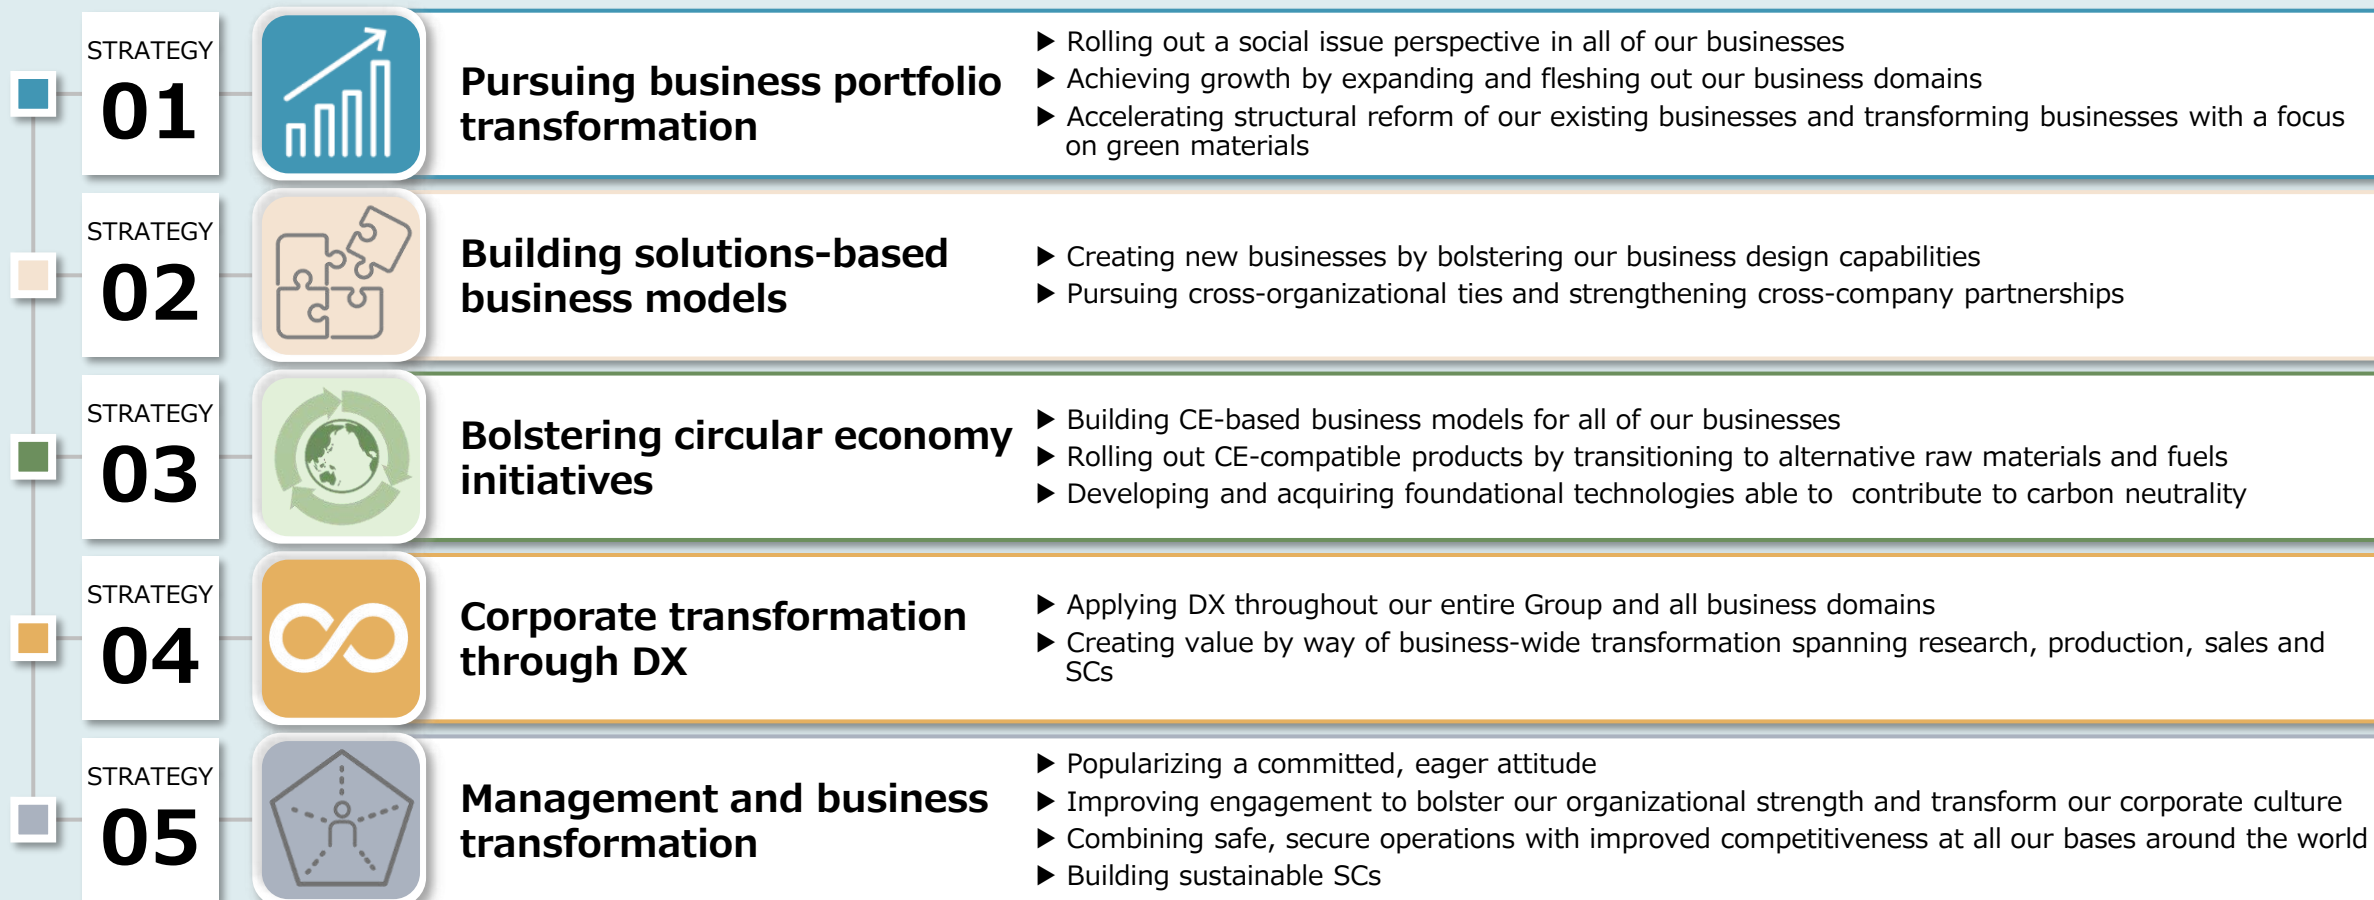 STRATEGY
01
Pursuing business portfolio
transformation
▶ Rolling out a social issue perspective in all of our businesses
▶ Achieving growth by expanding and fleshing out our business domains
▶ Accelerating structural reform of our existing businesses and transforming businesses with a focus
on green materials
STRATEGY
02
Building solutions-based
business models
▶ Creating new businesses by bolstering our business design capabilities
▶ Pursuing cross-organizational ties and strengthening cross-company partnerships
STRATEGY
03
Bolstering circular economy
initiatives
▶ Building CE-based business models for all of our businesses
▶ Rolling out CE-compatible products by transitioning to alternative raw materials and fuels
▶ Developing and acquiring foundational technologies able to  contribute to carbon neutrality
STRATEGY
04
Corporate transformation
through DX
▶ Applying DX throughout our entire Group and all business domains
▶ Creating value by way of business-wide transformation spanning research, production, sales and
SCs
STRATEGY
05
Management and business
transformation
▶ Popularizing a committed, eager attitude
▶ Improving engagement to bolster our organizational strength and transform our corporate culture
▶ Combining safe, secure operations with improved competitiveness at all our bases around the world
▶ Building sustainable SCs